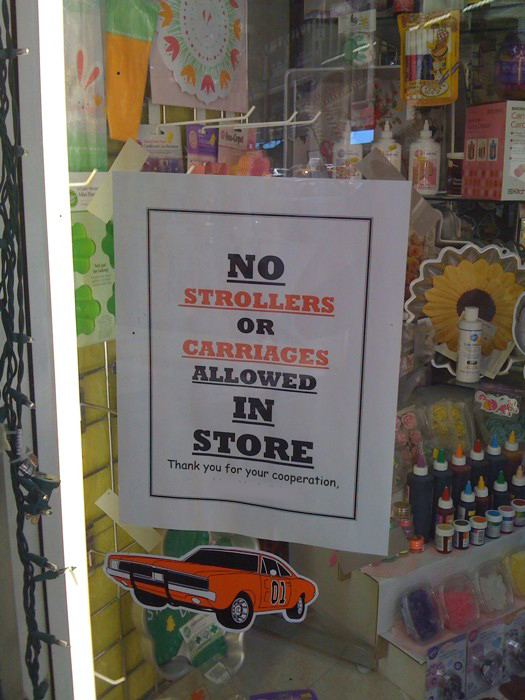 NO
STROLLERS
OR
CARRIAGES
ALLOWED
IN
STORE
Thank you for your cooperation,
01